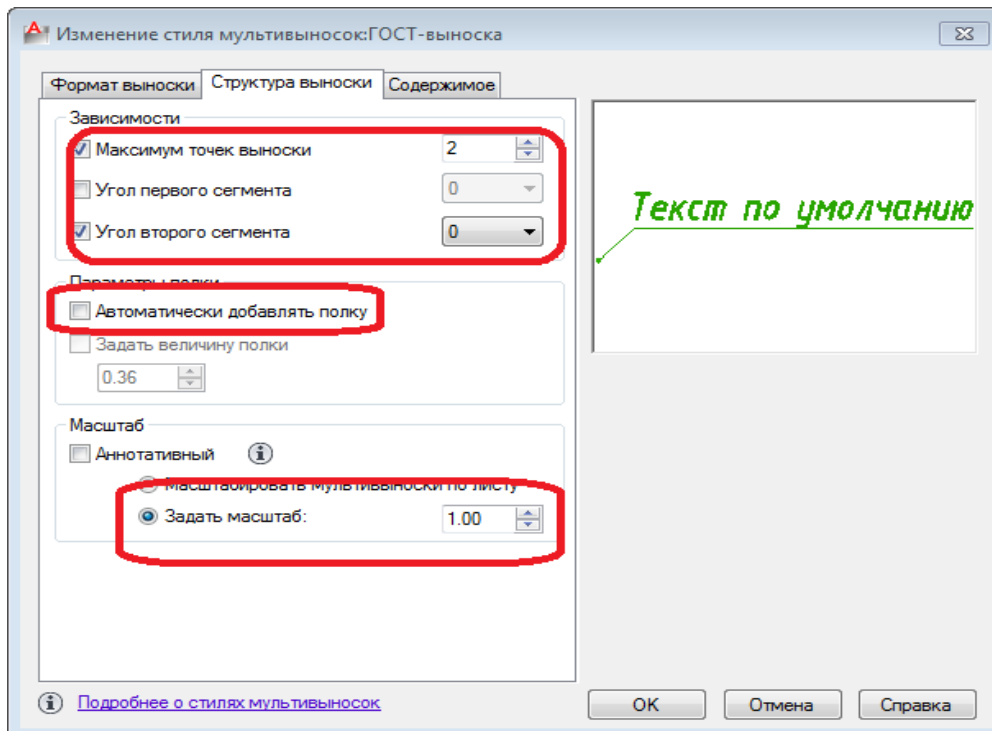 Изменение стиля мультивыносок:ГОСТ-выноска
Формат выноски Структура выноски Содержимое
Зависимости
Максимум точек выноски 2
Угол первого сегмента 0
Угол второго сегмента 0
Параметры полки
Автоматически добавлять полку
Задать величину полки
0.36
Масштаб
Аннотативный
Масштабировать мультивыноски по листу
Задать масштаб: 1.00
Текст по умолчанию
Подробнее о стилях мультивыносок
OK Отмена Справка